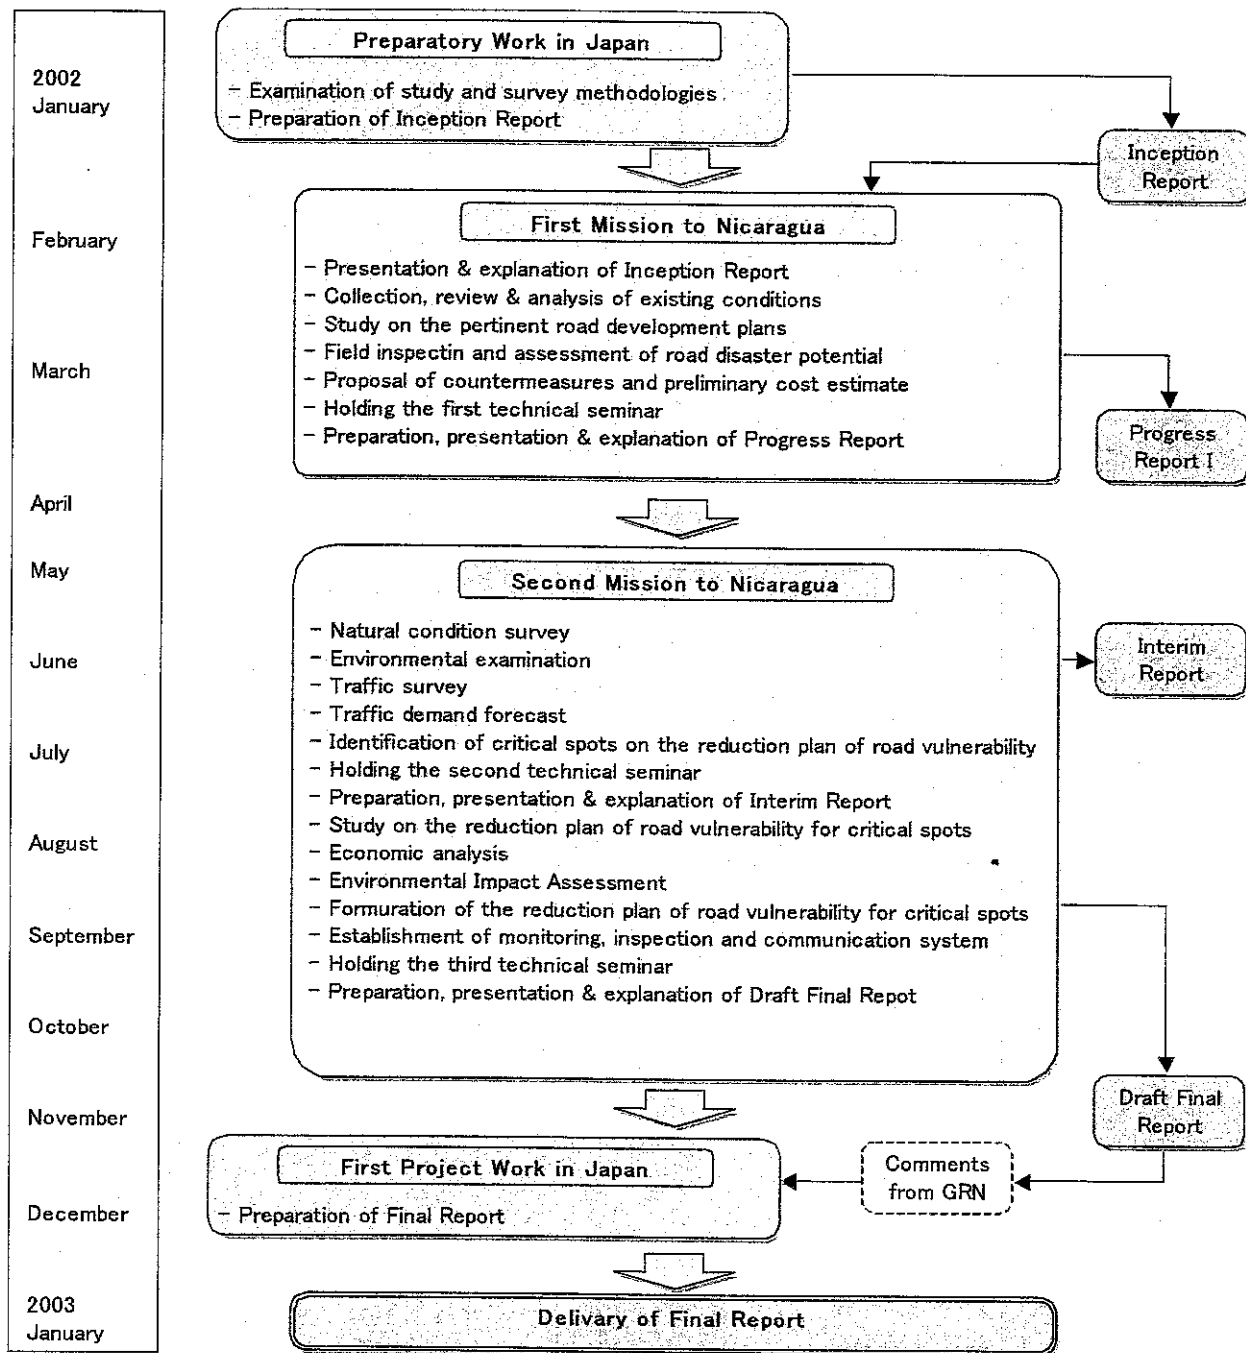 2002
January
February
March
April
May
June
July
August
September
October
November
December
2003
January
Preparatory Work in Japan
- Examination of study and survey methodologies
- Preparation of Inception Report
Inception
Report
First Mission to Nicaragua
- Presentation & explanation of Inception Report
- Collection, review & analysis of existing conditions
- Study on the pertinent road development plans
- Field inspectin and assessment of road disaster potential
- Proposal of countermeasures and preliminary cost estimate
- Holding the first technical seminar
- Preparation, presentation & explanation of Progress Report
Progress
Report I
Second Mission to Nicaragua
- Natural condition survey
- Environmental examination
- Traffic survey
- Traffic demand forecast
- Identification of critical spots on the reduction plan of road vulnerability
- Holding the second technical seminar
- Preparation, presentation & explanation of Interim Report
- Study on the reduction plan of road vulnerability for critical spots
- Economic analysis
- Environmental Impact Assessment
- Formuration of the reduction plan of road vulnerability for critical spots
- Establishment of monitoring, inspection and communication system
- Holding the third technical seminar
- Preparation, presentation & explanation of Draft Final Repot
Interim
Report
Draft Final
Report
First Project Work in Japan
- Preparation of Final Report
Comments
from GRN
Delivary of Final Report